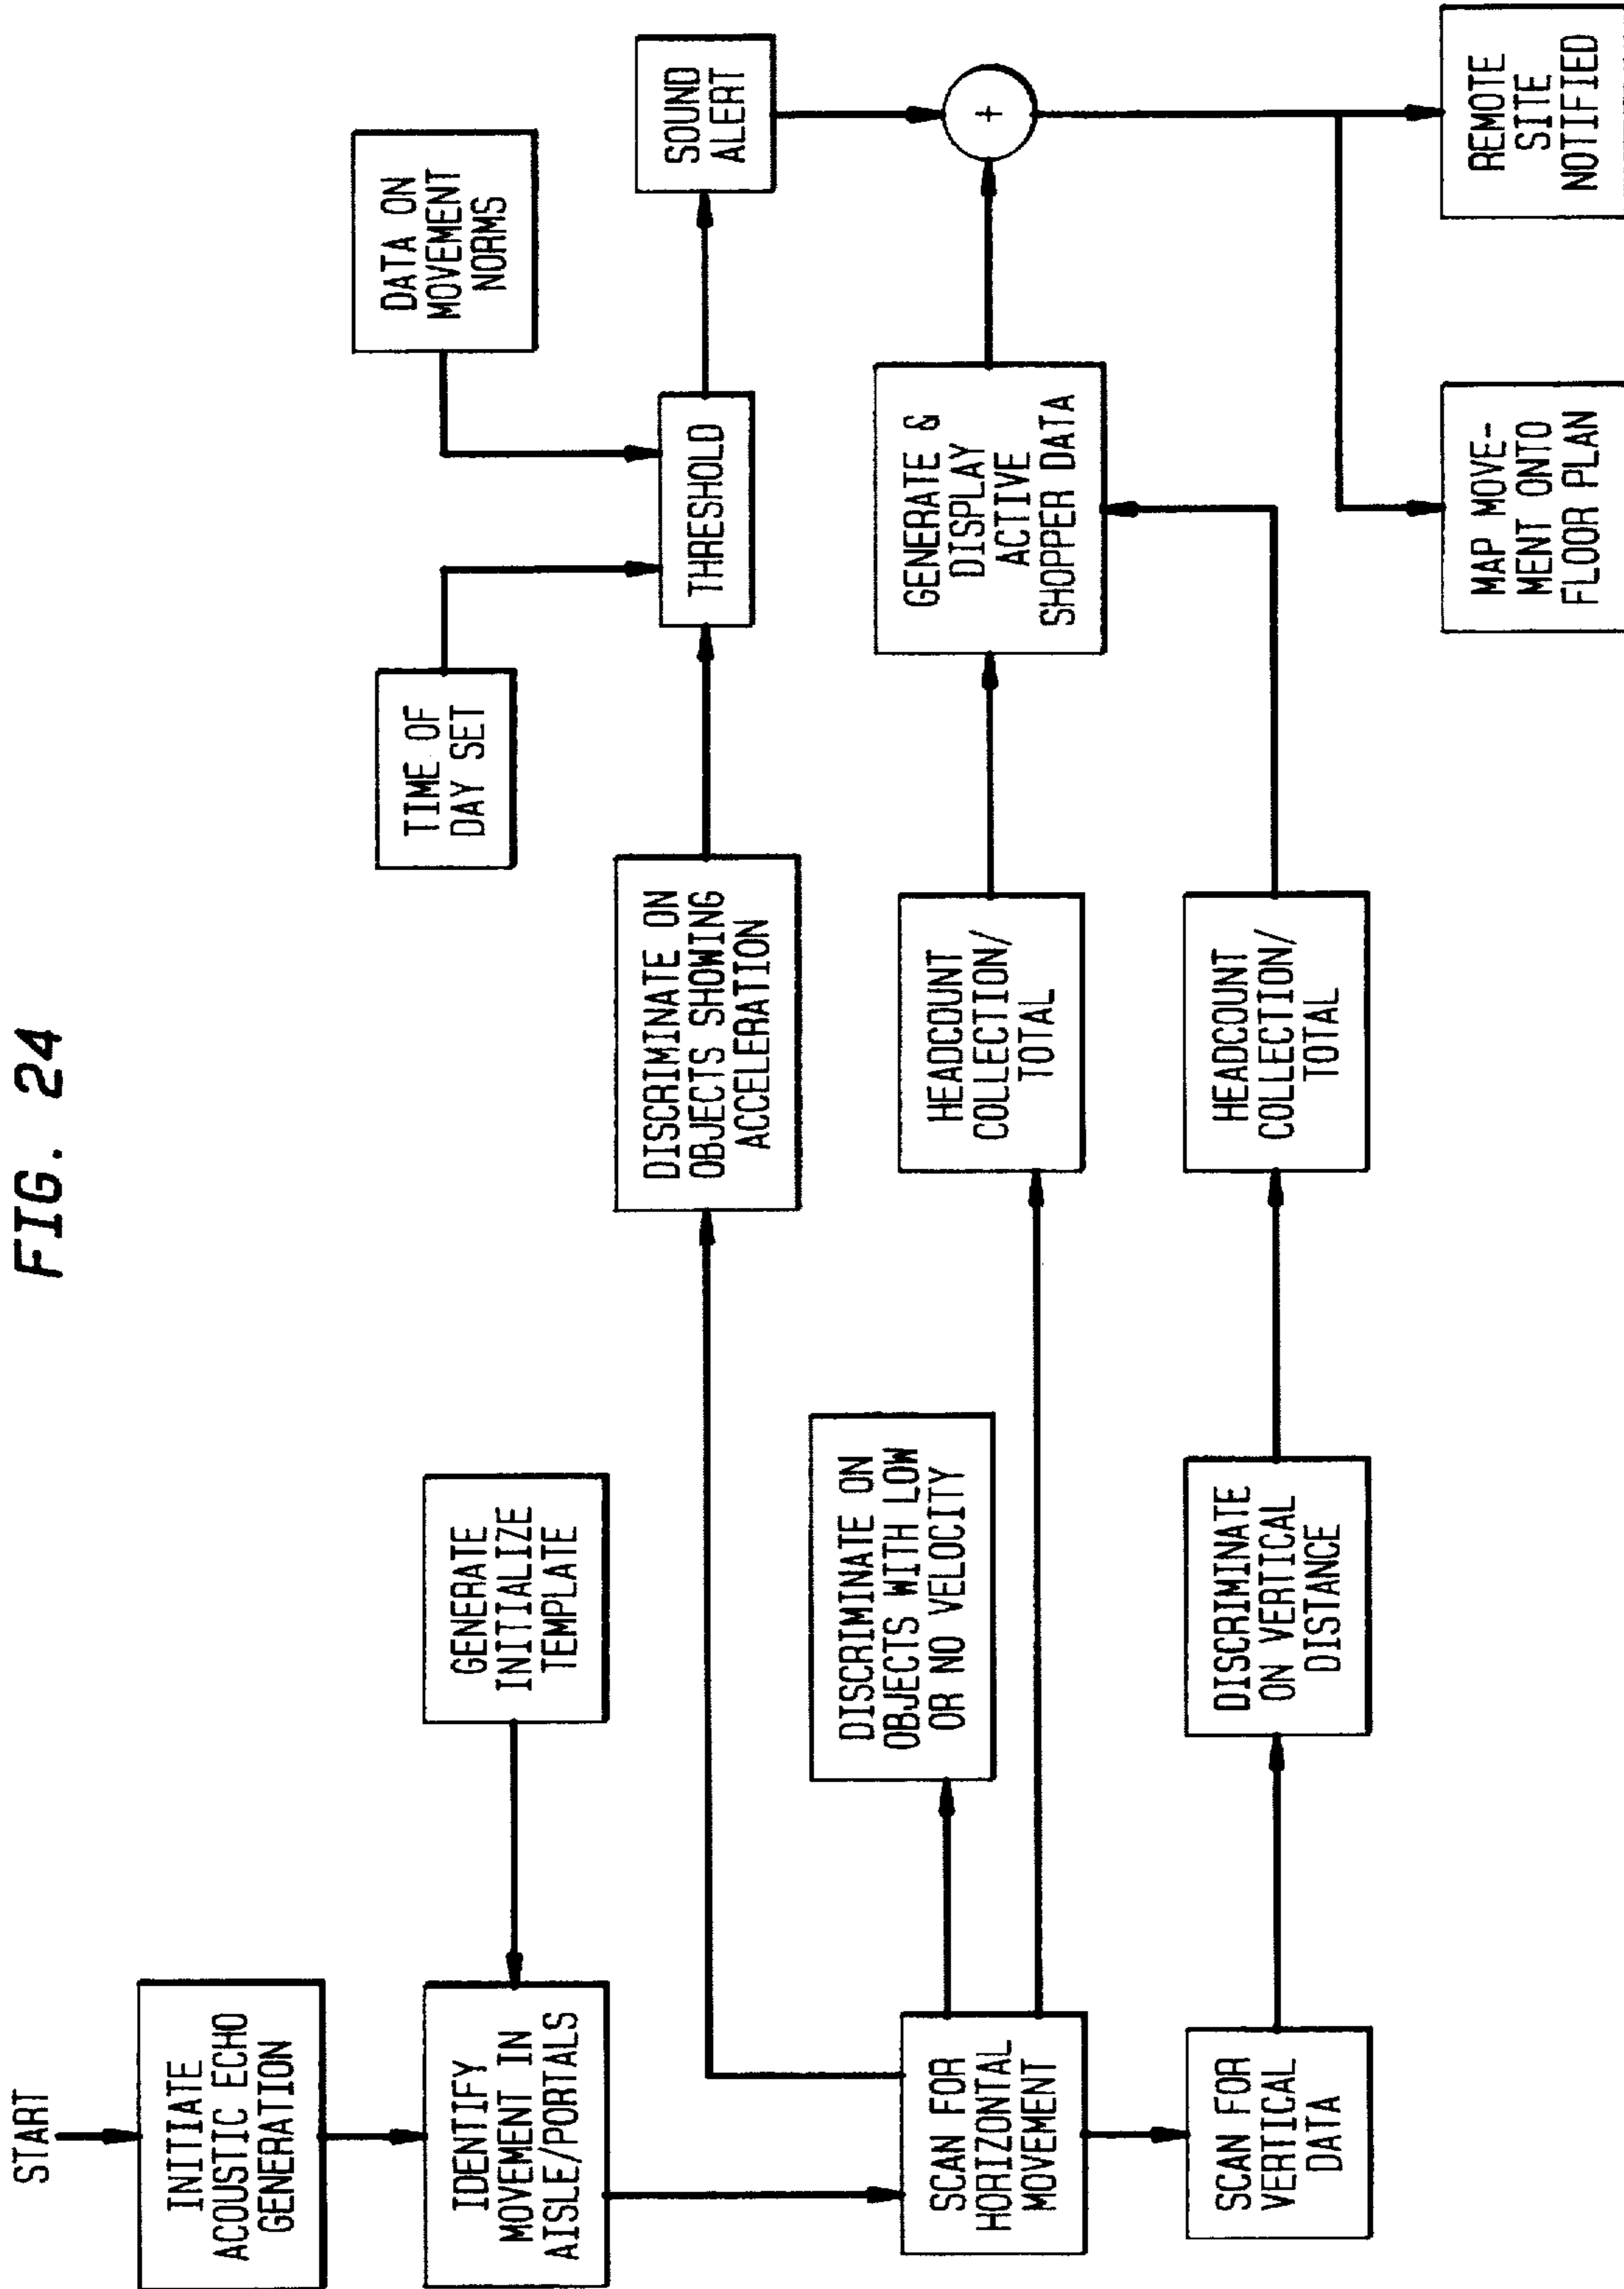 FIG. 24
START
INITIATE
ACOUSTIC ECHO
GENERATION
IDENTIFY
MOVEMENT IN
AISLE/PORTALS
GENERATE
INITIALIZE
TEMPLATE
TIME OF
DAY SET
DATA ON
MOVEMENT
NORMS
DISCRIMINATE ON
OBJECTS SHOWING
ACCELERATION
THRESHOLD
SOUND
ALERT
DISCRIMINATE ON
OBJECTS WITH LOW
OR NO VELOCITY
SCAN FOR
HORIZONTAL
MOVEMENT
HEADCOUNT
COLLECTION/
TOTAL
GENERATE &
DISPLAY
ACTIVE
SHOPPER DATA
+
SCAN FOR
VERTICAL
DATA
DISCRIMINATE
ON VERTICAL
DISTANCE
HEADCOUNT
COLLECTION/
TOTAL
MAP MOVE-
MENT ONTO
FLOOR PLAN
REMOTE
SITE
NOTIFIED